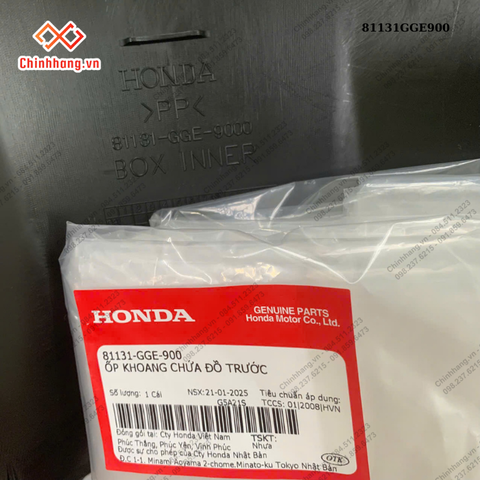 81131GGE900
Chinhhang.vn
HONDA
>PP<
81131-GGE-9000
BOX INNER
HONDA
GENUINE PARTS
Honda Motor Co., Ltd.
81131-GGE-900
ỐP KHOANG CHỨA ĐỒ TRƯỚC
Số lượng: 1 Cái NSX:21-01-2025 Tiêu chuẩn áp dụng:
G5A21S TCCS: 01|2008|HVN
Đóng gói tại: Cty Honda Việt Nam TSKT:
Phúc Thắng, Phúc Yên, Vĩnh Phúc Nhựa
Được sự cho phép của Cty Honda Nhật Bản
Đ.C 1-1, Minami Aoyama 2-chome,Minato-ku Tokyo Nhật Bản
OTK